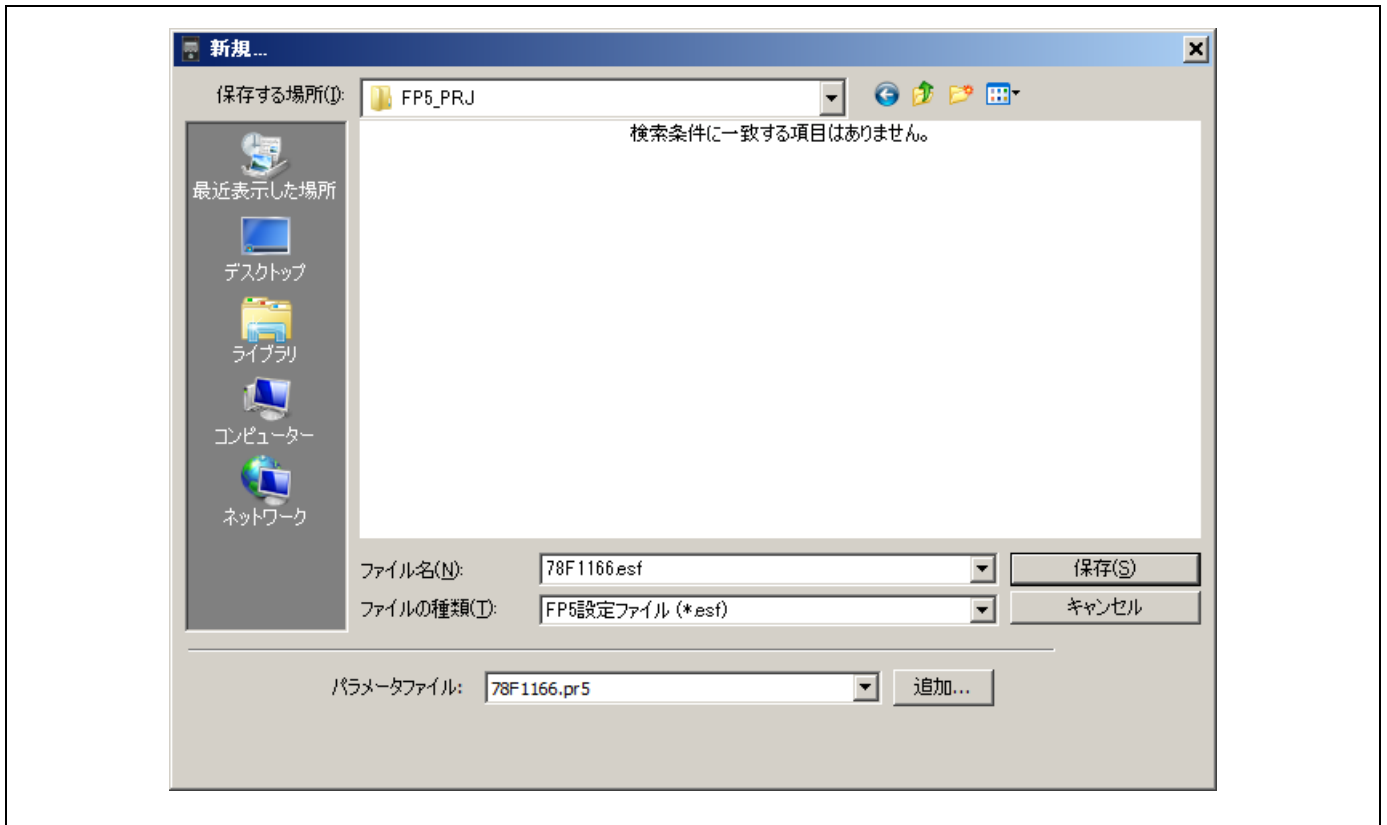 新規...
保存する場所(I):
FP5_PRJ
検索条件に一致する項目はありません。
最近表示した場所
デスクトップ
ライブラリ
コンピューター
ネットワーク
ファイル名(N):
78F1166.esf
保存(S)
ファイルの種類(T):
FP5設定ファイル (*.esf)
キャンセル
パラメータファイル:
78F1166.pr5
追加...